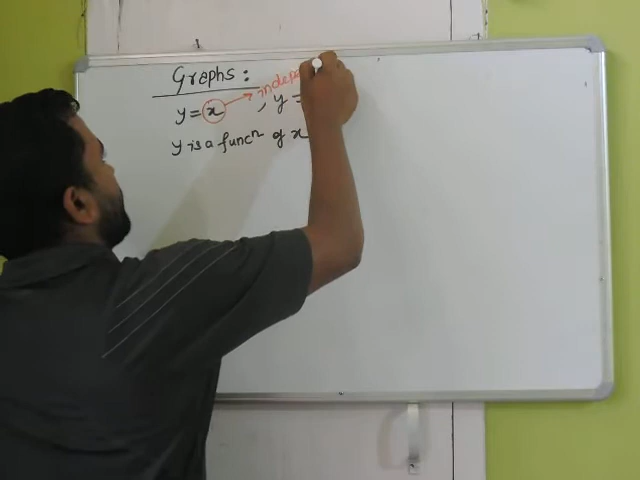 Graphs:
y = x → indep
, y =
y is a funcⁿ of x